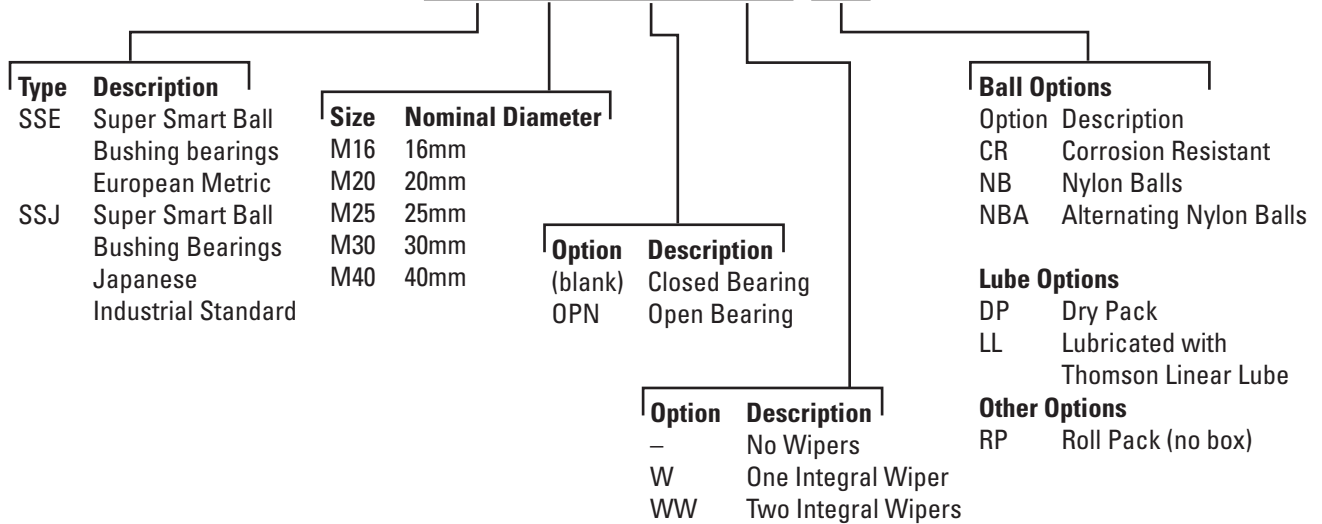 Type Description
SSE Super Smart Ball
Bushing bearings
European Metric
SSJ Super Smart Ball
Bushing Bearings
Japanese
Industrial Standard
Size Nominal Diameter
M16 16mm
M20 20mm
M25 25mm
M30 30mm
M40 40mm
Option Description
(blank) Closed Bearing
OPN Open Bearing
Option Description
– No Wipers
W One Integral Wiper
WW Two Integral Wipers
Ball Options
Option Description
CR Corrosion Resistant
NB Nylon Balls
NBA Alternating Nylon Balls
Lube Options
DP Dry Pack
LL Lubricated with
Thomson Linear Lube
Other Options
RP Roll Pack (no box)